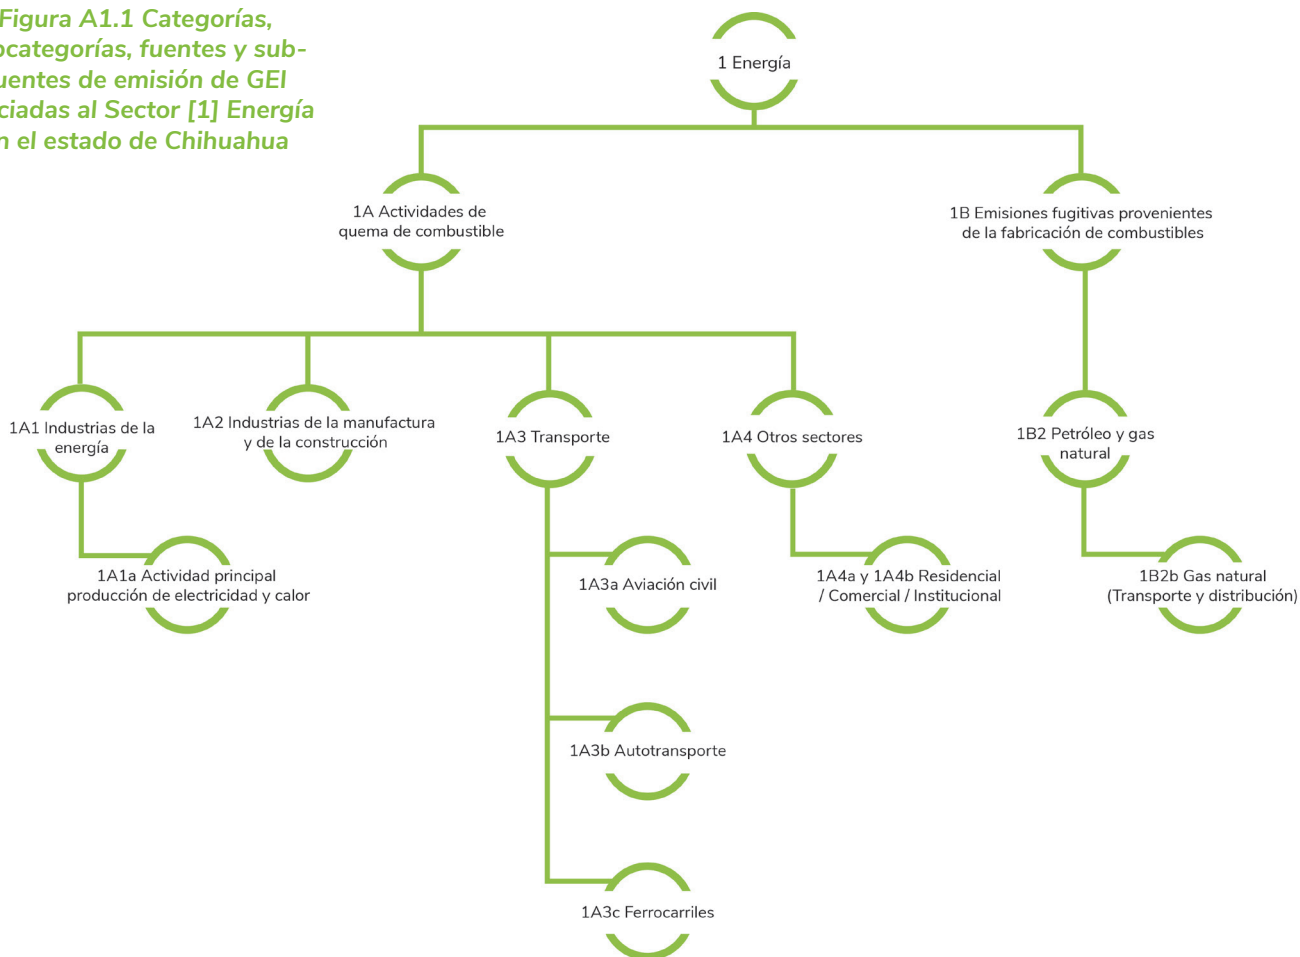 Figura A1.1 Categorías,
fuentes y sub-
de emisión de GEI
al Sector [1] Energía
el estado de Chihuahua
1 Energía
1A Actividades de
quema de combustible
1B Emisiones fugitivas provenientes
de la fabricación de combustibles
1A1 Industrias de la
energía
1A2 Industrias de la manufactura
y de la construcción
1A3 Transporte
1A4 Otros sectores
1B2 Petróleo y gas
natural
1A1a Actividad principal
producción de electricidad y calor
1A3a Aviación civil
1A4a y 1A4b Residencial
/ Comercial / Institucional
1B2b Gas natural
(Transporte y distribución)
1A3b Autotransporte
1A3c Ferrocarriles